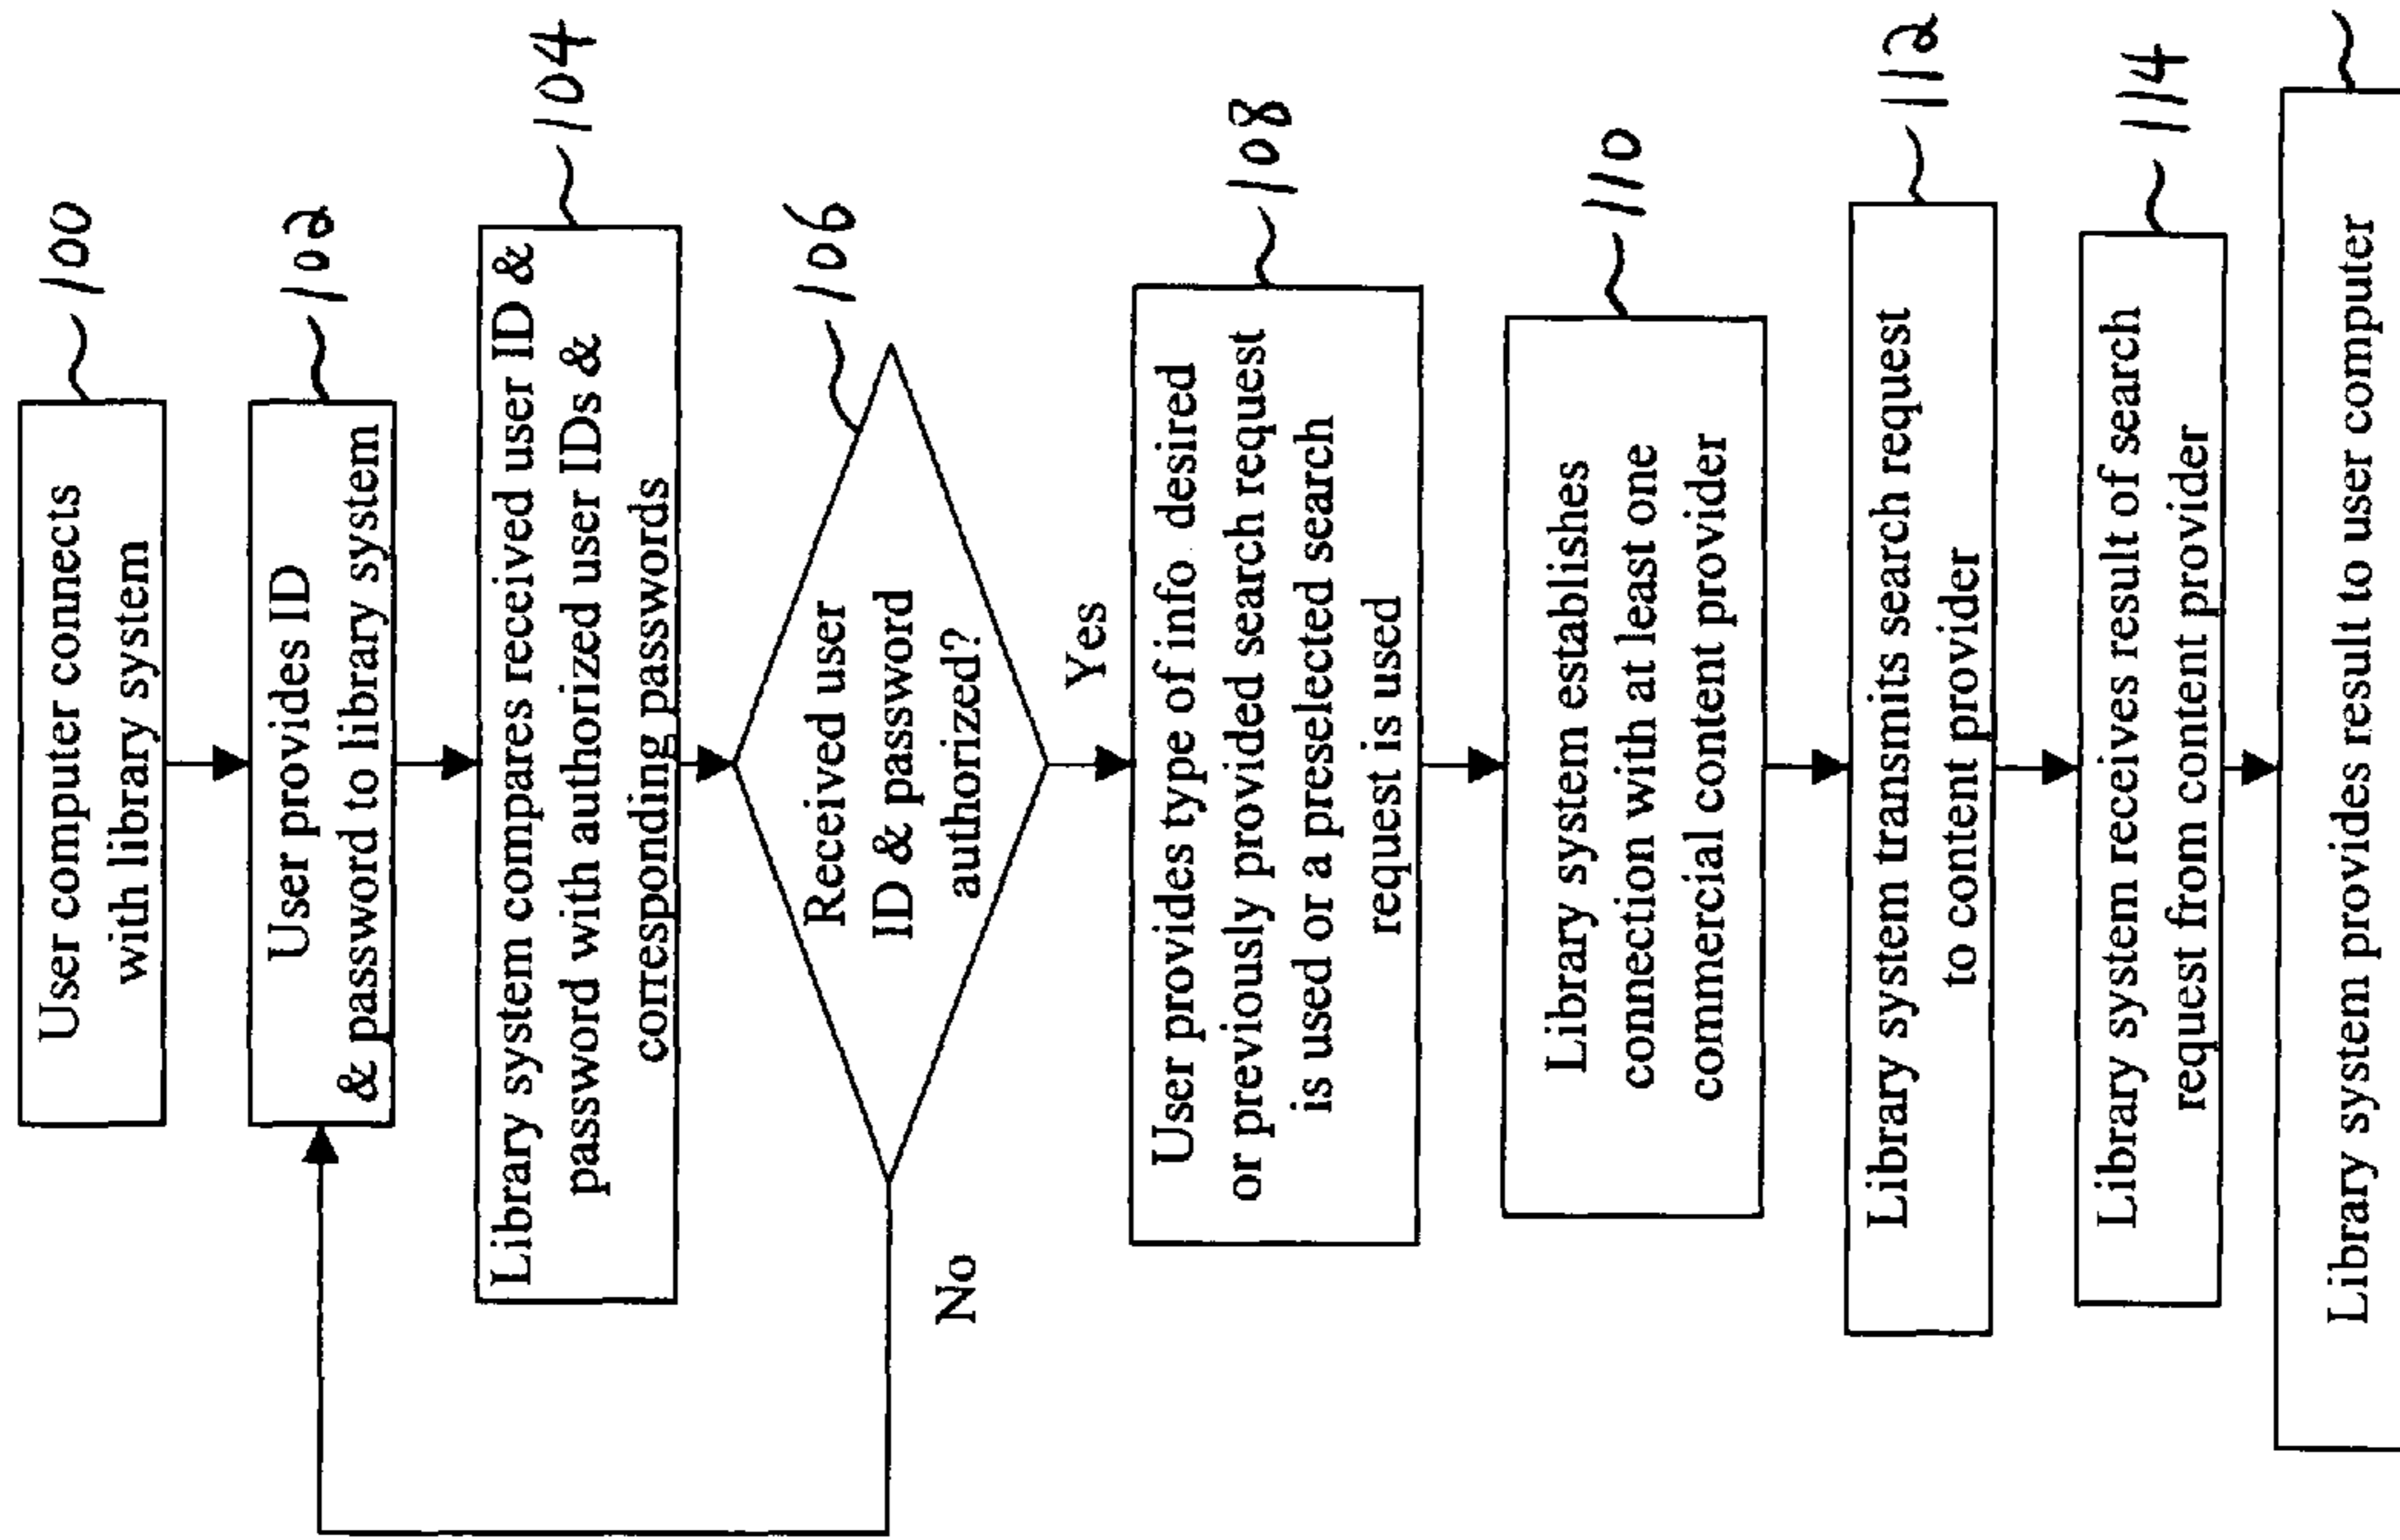 User computer connects
with library system
100
User provides ID
& password to library system
102
Library system compares received user ID &
password with authorized user IDs &
corresponding passwords
104
Received user
ID & password
authorized?
106
No
Yes
User provides type of info. desired
or previously provided search request
is used or a preselected search
request is used
108
Library system establishes
connection with at least one
commercial content provider
110
Library system transmits search request
to content provider
112
Library system receives result of search
request from content provider
114
Library system provides result to user computer